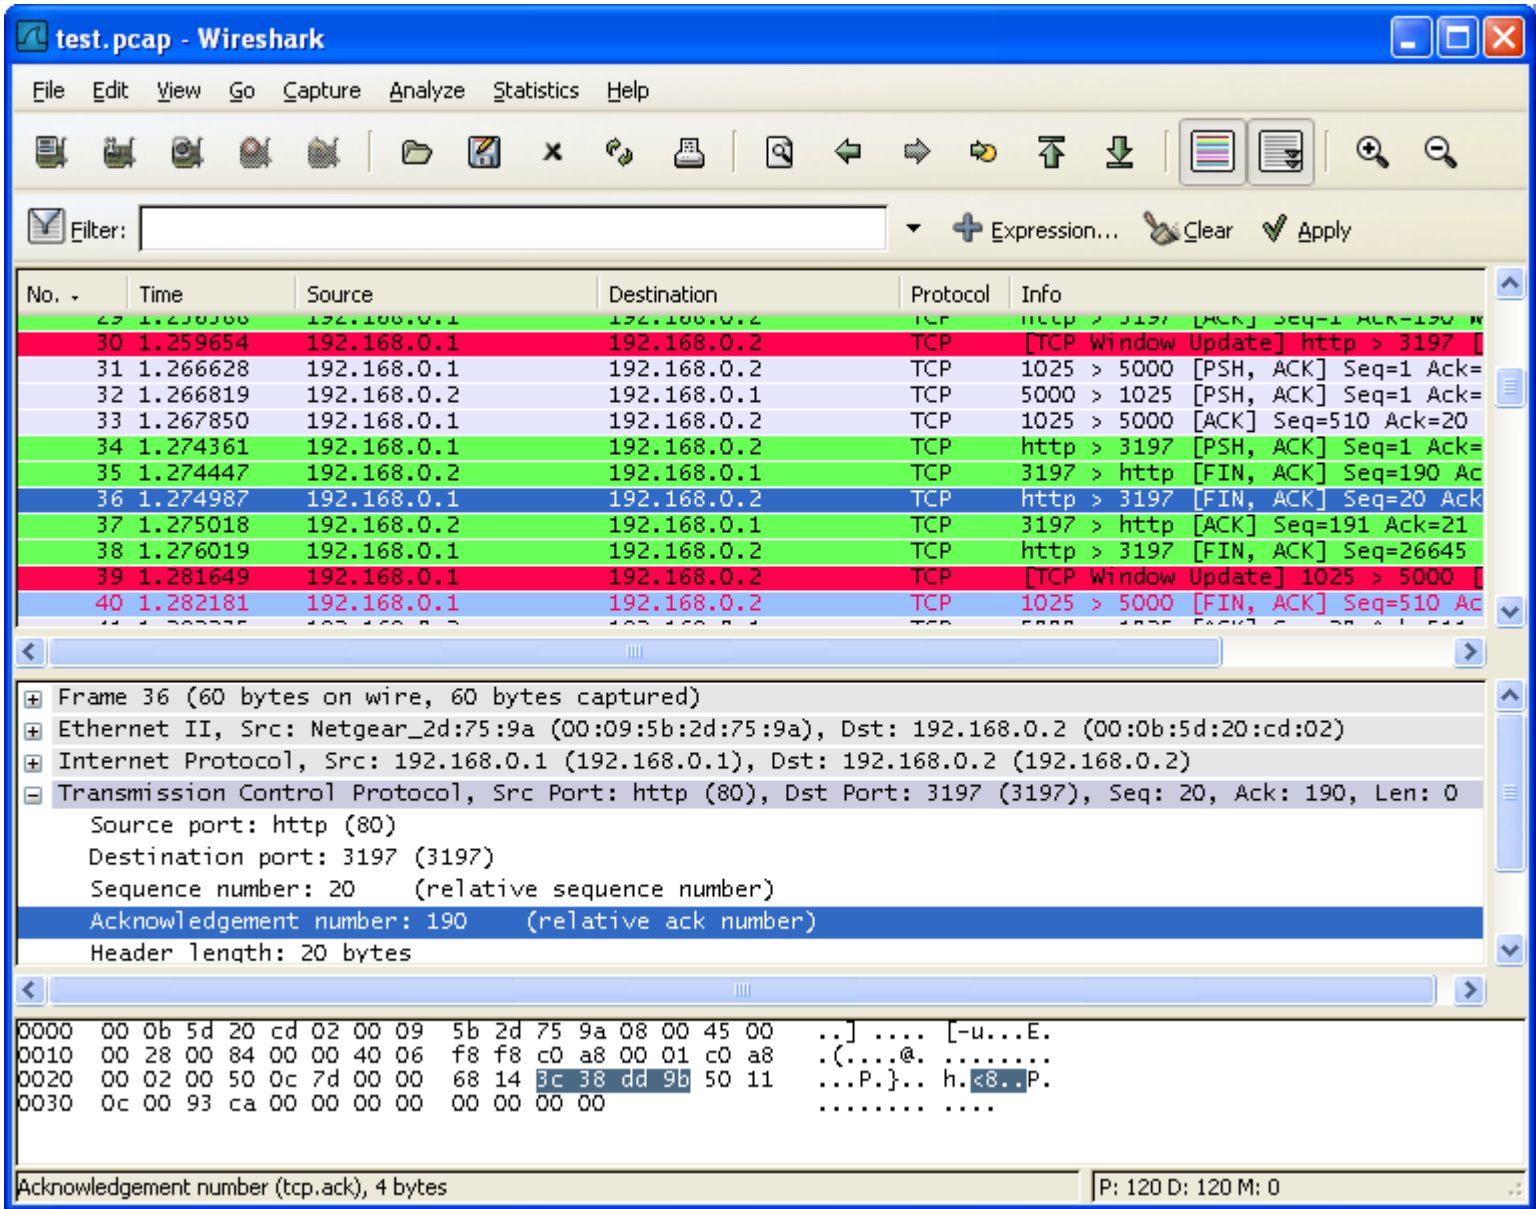 test.pcap - Wireshark
File Edit View Go Capture Analyze Statistics Help
Filter: Expression... Clear Apply
No. Time Source Destination Protocol Info
29 1.256588 192.168.0.1 192.168.0.2 TCP http > 3197 [ACK] Seq=1 Ack=190 W
30 1.259654 192.168.0.1 192.168.0.2 TCP [TCP Window Update] http > 3197 [
31 1.266628 192.168.0.1 192.168.0.2 TCP 1025 > 5000 [PSH, ACK] Seq=1 Ack=
32 1.266819 192.168.0.2 192.168.0.1 TCP 5000 > 1025 [PSH, ACK] Seq=1 Ack=
33 1.267850 192.168.0.1 192.168.0.2 TCP 1025 > 5000 [ACK] Seq=510 Ack=20
34 1.274361 192.168.0.1 192.168.0.2 TCP http > 3197 [PSH, ACK] Seq=1 Ack=
35 1.274447 192.168.0.2 192.168.0.1 TCP 3197 > http [FIN, ACK] Seq=190 Ac
36 1.274987 192.168.0.1 192.168.0.2 TCP http > 3197 [FIN, ACK] Seq=20 Ack
37 1.275018 192.168.0.2 192.168.0.1 TCP 3197 > http [ACK] Seq=191 Ack=21
38 1.276019 192.168.0.1 192.168.0.2 TCP http > 3197 [FIN, ACK] Seq=26645
39 1.281649 192.168.0.1 192.168.0.2 TCP [TCP Window Update] 1025 > 5000 [
40 1.282181 192.168.0.1 192.168.0.2 TCP 1025 > 5000 [FIN, ACK] Seq=510 Ac
Frame 36 (60 bytes on wire, 60 bytes captured)
Ethernet II, Src: Netgear_2d:75:9a (00:09:5b:2d:75:9a), Dst: 192.168.0.2 (00:0b:5d:20:cd:02)
Internet Protocol, Src: 192.168.0.1 (192.168.0.1), Dst: 192.168.0.2 (192.168.0.2)
Transmission Control Protocol, Src Port: http (80), Dst Port: 3197 (3197), Seq: 20, Ack: 190, Len: 0
Source port: http (80)
Destination port: 3197 (3197)
Sequence number: 20 (relative sequence number)
Acknowledgement number: 190 (relative ack number)
Header length: 20 bytes
0000 00 0b 5d 20 cd 02 00 09 5b 2d 75 9a 08 00 45 00 ..] .... [-u...E.
0010 00 28 00 84 00 00 40 06 f8 f8 c0 a8 00 01 c0 a8 .(....@. ........
0020 00 02 00 50 0c 7d 00 00 68 14 3c 38 dd 9b 50 11 ...P.}.. h.<8..P.
0030 0c 00 93 ca 00 00 00 00 00 00 00 00 ........ ....
Acknowledgement number (tcp.ack), 4 bytes P: 120 D: 120 M: 0